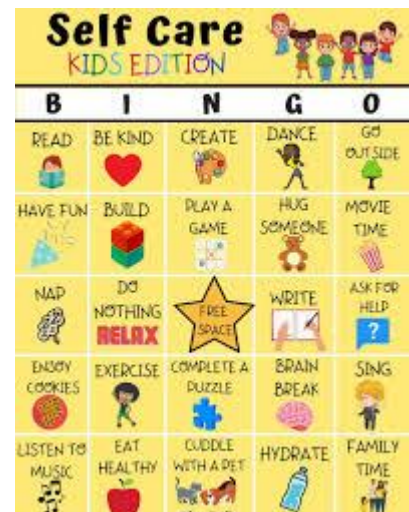 Self Care
KIDS EDITION
B I N G O
READ BE KIND CREATE DANCE GO
OUTSIDE
HAVE FUN BUILD PLAY A
GAME HUG
SOMEONE MOVIE
TIME
NAP DO
NOTHING
RELAX FREE
SPACE WRITE ASK FOR
HELP
?
ENJOY
COOKIES EXERCISE COMPLETE A
PUZZLE BRAIN
BREAK SING
LISTEN TO
MUSIC EAT
HEALTHY CUDDLE
WITH A PET HYDRATE FAMILY
TIME